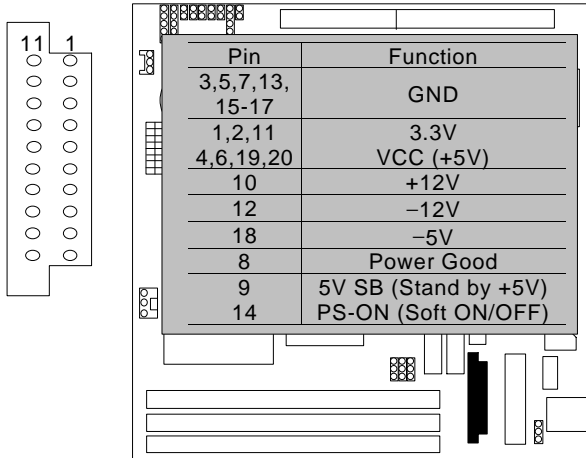 11 1
Pin Function
3,5,7,13,
15-17 GND
1,2,11 3.3V
4,6,19,20 VCC (+5V)
10 +12V
12 −12V
18 −5V
8 Power Good
9 5V SB (Stand by +5V)
14 PS-ON (Soft ON/OFF)